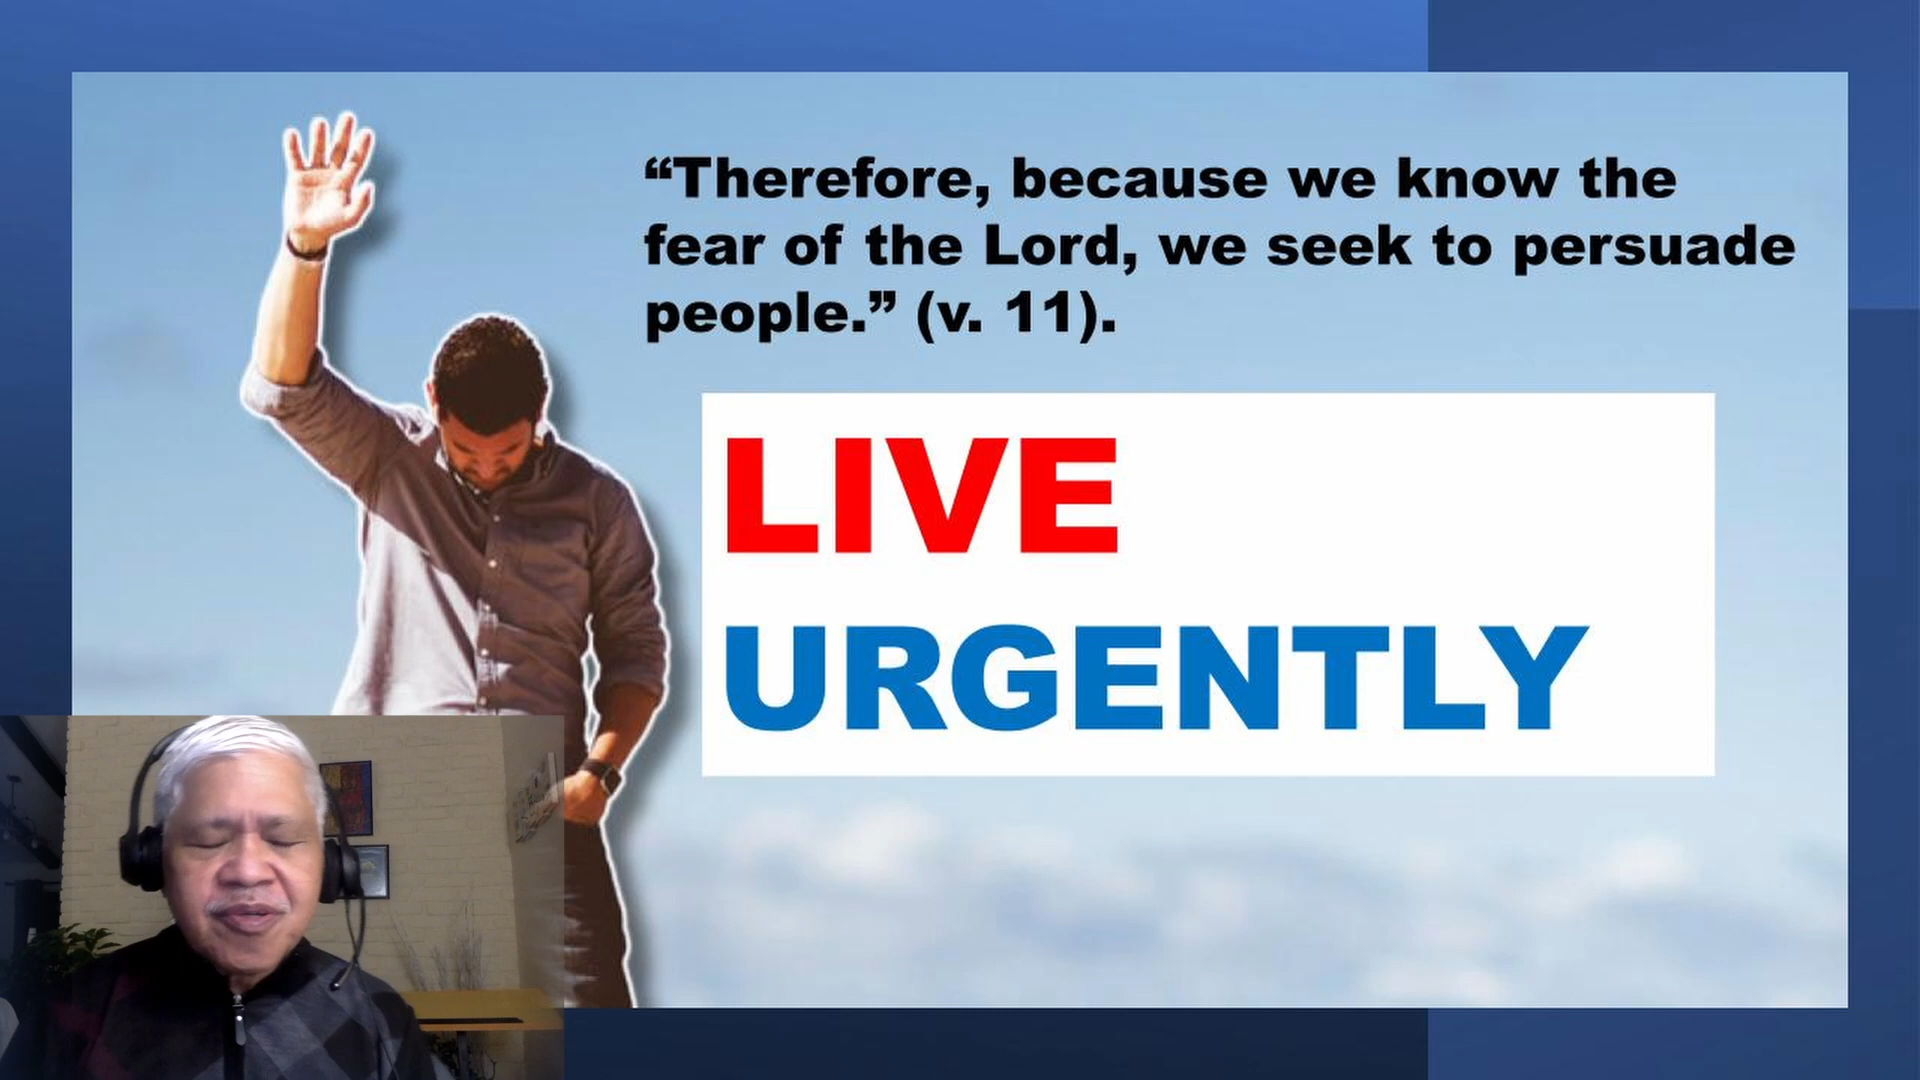 “Therefore, because we know the
fear of the Lord, we seek to persuade
people.” (v. 11).
LIVE
URGENTLY